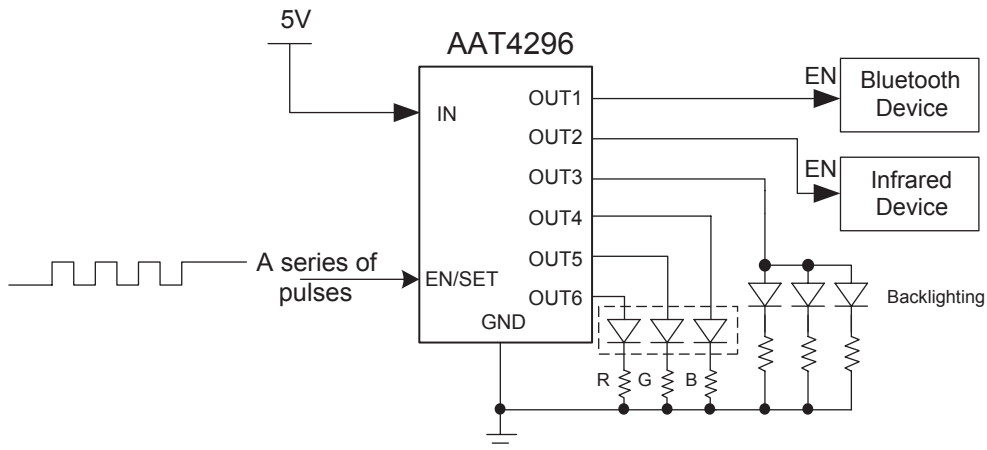 5V
AAT4296
IN
EN/SET
GND
OUT1
OUT2
OUT3
OUT4
OUT5
OUT6
EN
Bluetooth
Device
EN
Infrared
Device
A series of
pulses
Backlighting
R
G
B